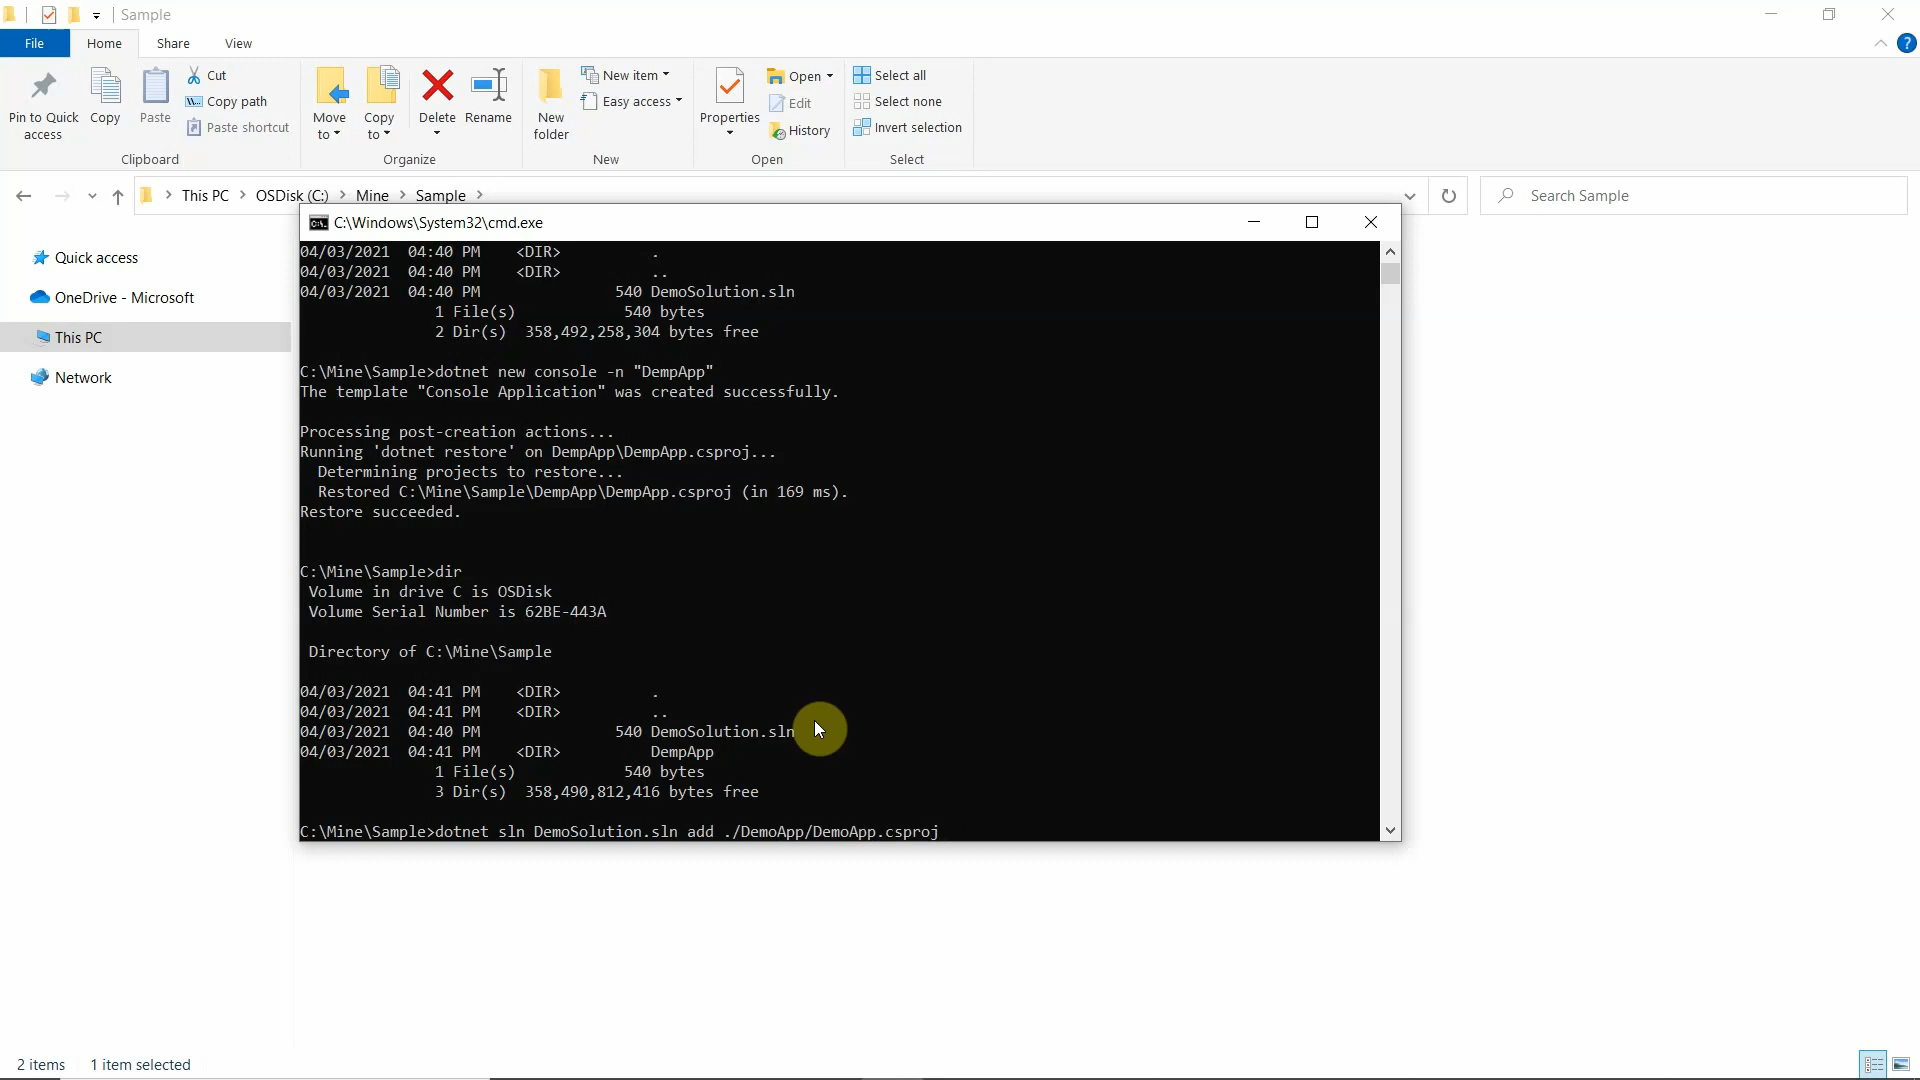 Sample
File Home Share View
Pin to Quick access
Copy
Paste
Cut
Copy path
Paste shortcut
Clipboard
Move to
Copy to
Delete
Rename
Organize
New folder
New item
Easy access
New
Properties
Open
Edit
History
Open
Select all
Select none
Invert selection
Select
This PC > OSDisk (C:) > Mine > Sample >
Search Sample
Quick access
OneDrive - Microsoft
This PC
Network
C:\Windows\System32\cmd.exe
04/03/2021  04:40 PM    <DIR>          .
04/03/2021  04:40 PM    <DIR>          ..
04/03/2021  04:40 PM               540 DemoSolution.sln
               1 File(s)            540 bytes
               2 Dir(s)  358,492,258,304 bytes free
C:\Mine\Sample>dotnet new console -n "DempApp"
The template "Console Application" was created successfully.
Processing post-creation actions...
Running 'dotnet restore' on DempApp\DempApp.csproj...
  Determining projects to restore...
  Restored C:\Mine\Sample\DempApp\DempApp.csproj (in 169 ms).
Restore succeeded.
C:\Mine\Sample>dir
 Volume in drive C is OSDisk
 Volume Serial Number is 62BE-443A
 Directory of C:\Mine\Sample
04/03/2021  04:41 PM    <DIR>          .
04/03/2021  04:41 PM    <DIR>          ..
04/03/2021  04:40 PM               540 DemoSolution.sln
04/03/2021  04:41 PM    <DIR>          DempApp
               1 File(s)            540 bytes
               3 Dir(s)  358,490,812,416 bytes free
C:\Mine\Sample>dotnet sln DemoSolution.sln add ./DemoApp/DemoApp.csproj
2 items 1 item selected